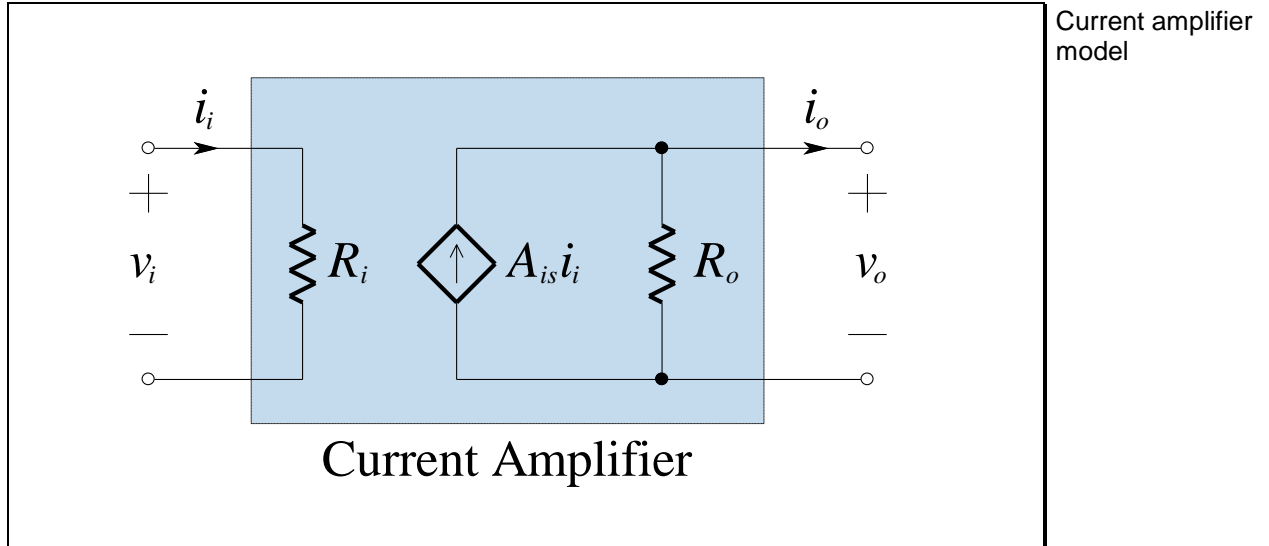 Current amplifier
model
i_i
i_o
+
+
v_i
R_i
A_is i_i
R_o
v_o
—
—
Current Amplifier